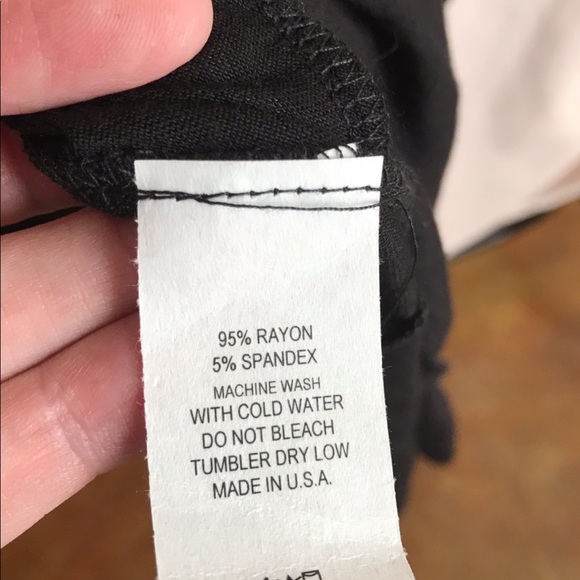 95% RAYON
5% SPANDEX
MACHINE WASH
WITH COLD WATER
DO NOT BLEACH
TUMBLER DRY LOW
MADE IN U.S.A.